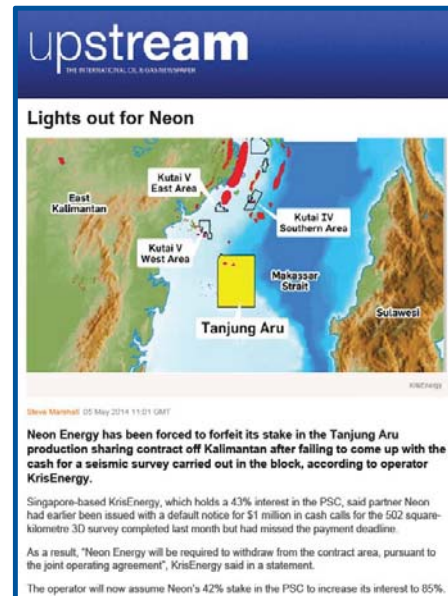 upstream
THE INTERNATIONAL OIL & GAS NEWSPAPER
Lights out for Neon
East
Kalimantan
Kutai V
East Area
Kutai IV
Southern Area
Kutai V
West Area
Makassar
Strait
Sulawesi
Tanjung Aru
KrisEnergy
Steve Marshall 05 May 2014 11:01 GMT
Neon Energy has been forced to forfeit its stake in the Tanjung Aru
production sharing contract off Kalimantan after failing to come up with the
cash for a seismic survey carried out in the block, according to operator
KrisEnergy.
Singapore-based KrisEnergy, which holds a 43% interest in the PSC, said partner Neon
had earlier been issued with a default notice for $1 million in cash calls for the 502 square-
kilometre 3D survey completed last month but had missed the payment deadline.
As a result, "Neon Energy will be required to withdraw from the contract area, pursuant to
the joint operating agreement", KrisEnergy said in a statement.
The operator will now assume Neon's 42% stake in the PSC to increase its interest to 85%.